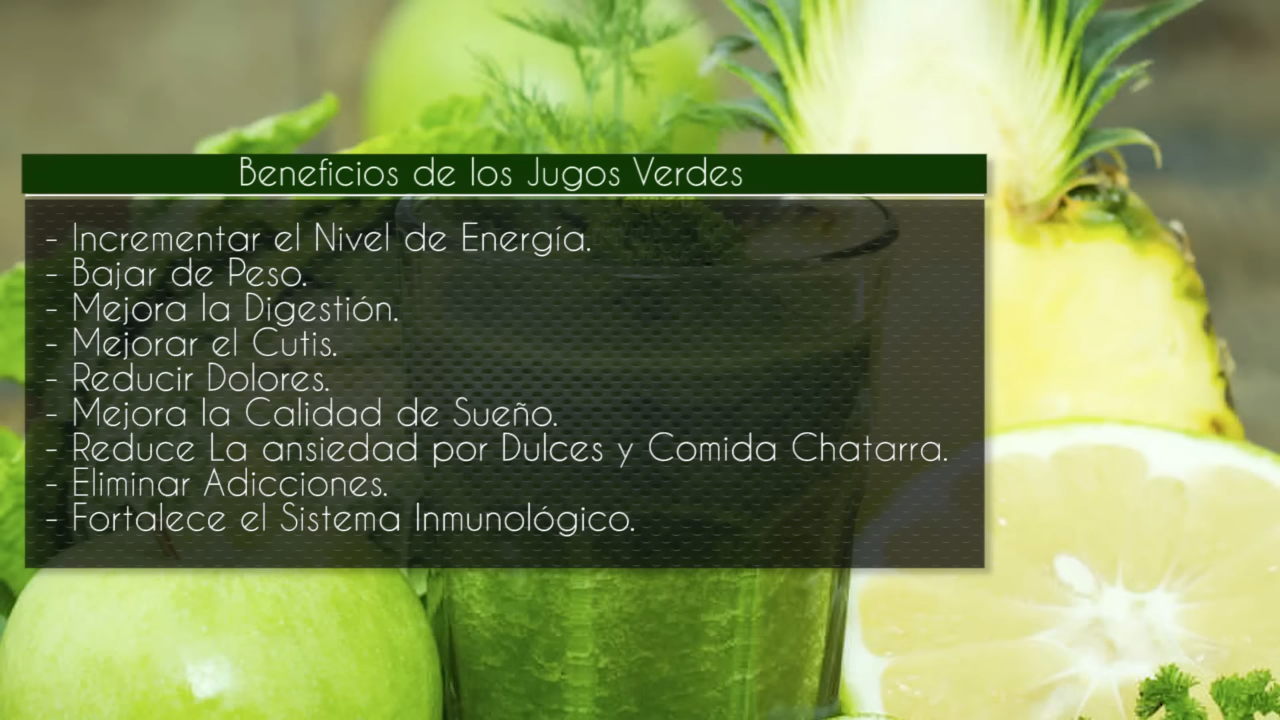 Beneficios de los Jugos Verdes
- Incrementar el Nivel de Energía.
- Bajar de Peso.
- Mejora la Digestión.
- Mejorar el Cutis.
- Reducir Dolores.
- Mejora la Calidad de Sueño.
- Reduce La ansiedad por Dulces y Comida Chatarra.
- Eliminar Adicciones.
- Fortalece el Sistema Inmunológico.